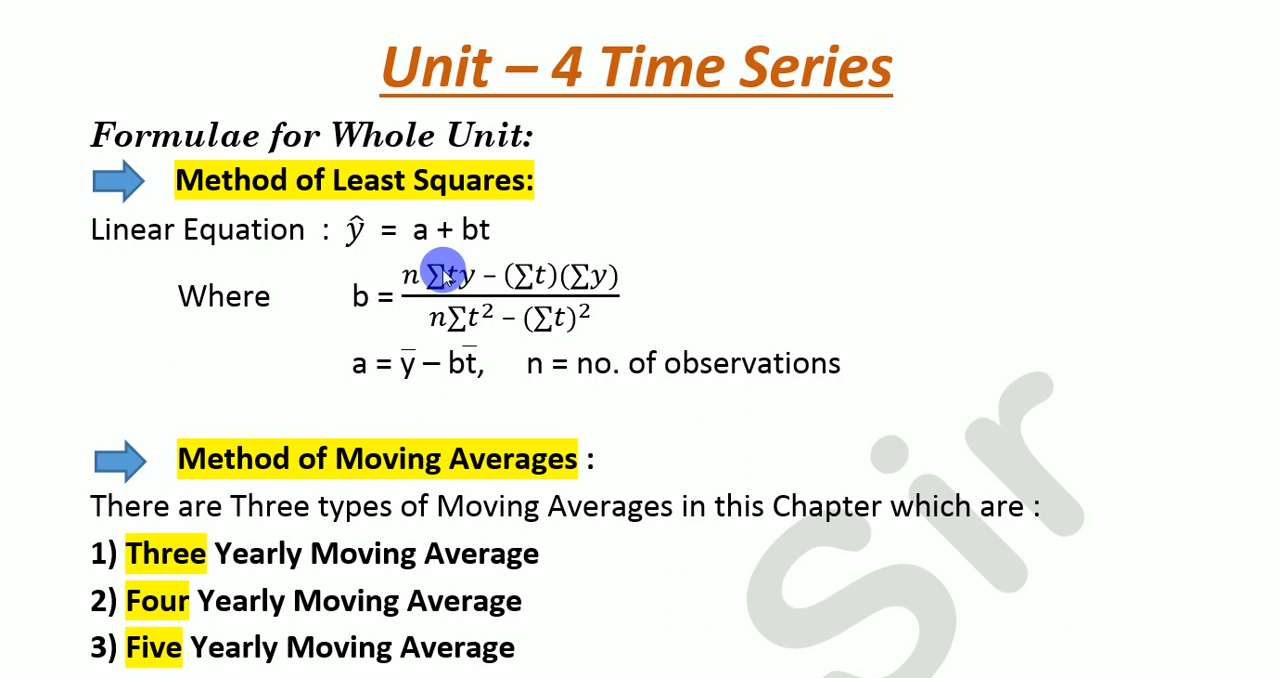 Unit – 4 Time Series
Formulae for Whole Unit:
Method of Least Squares:
Linear Equation : ŷ = a + bt
Where b = n∑ty – (∑t)(∑y) / n∑t² – (∑t)²
a = y̅ – bt̅, n = no. of observations
Method of Moving Averages :
There are Three types of Moving Averages in this Chapter which are :
1) Three Yearly Moving Average
2) Four Yearly Moving Average
3) Five Yearly Moving Average
Sir